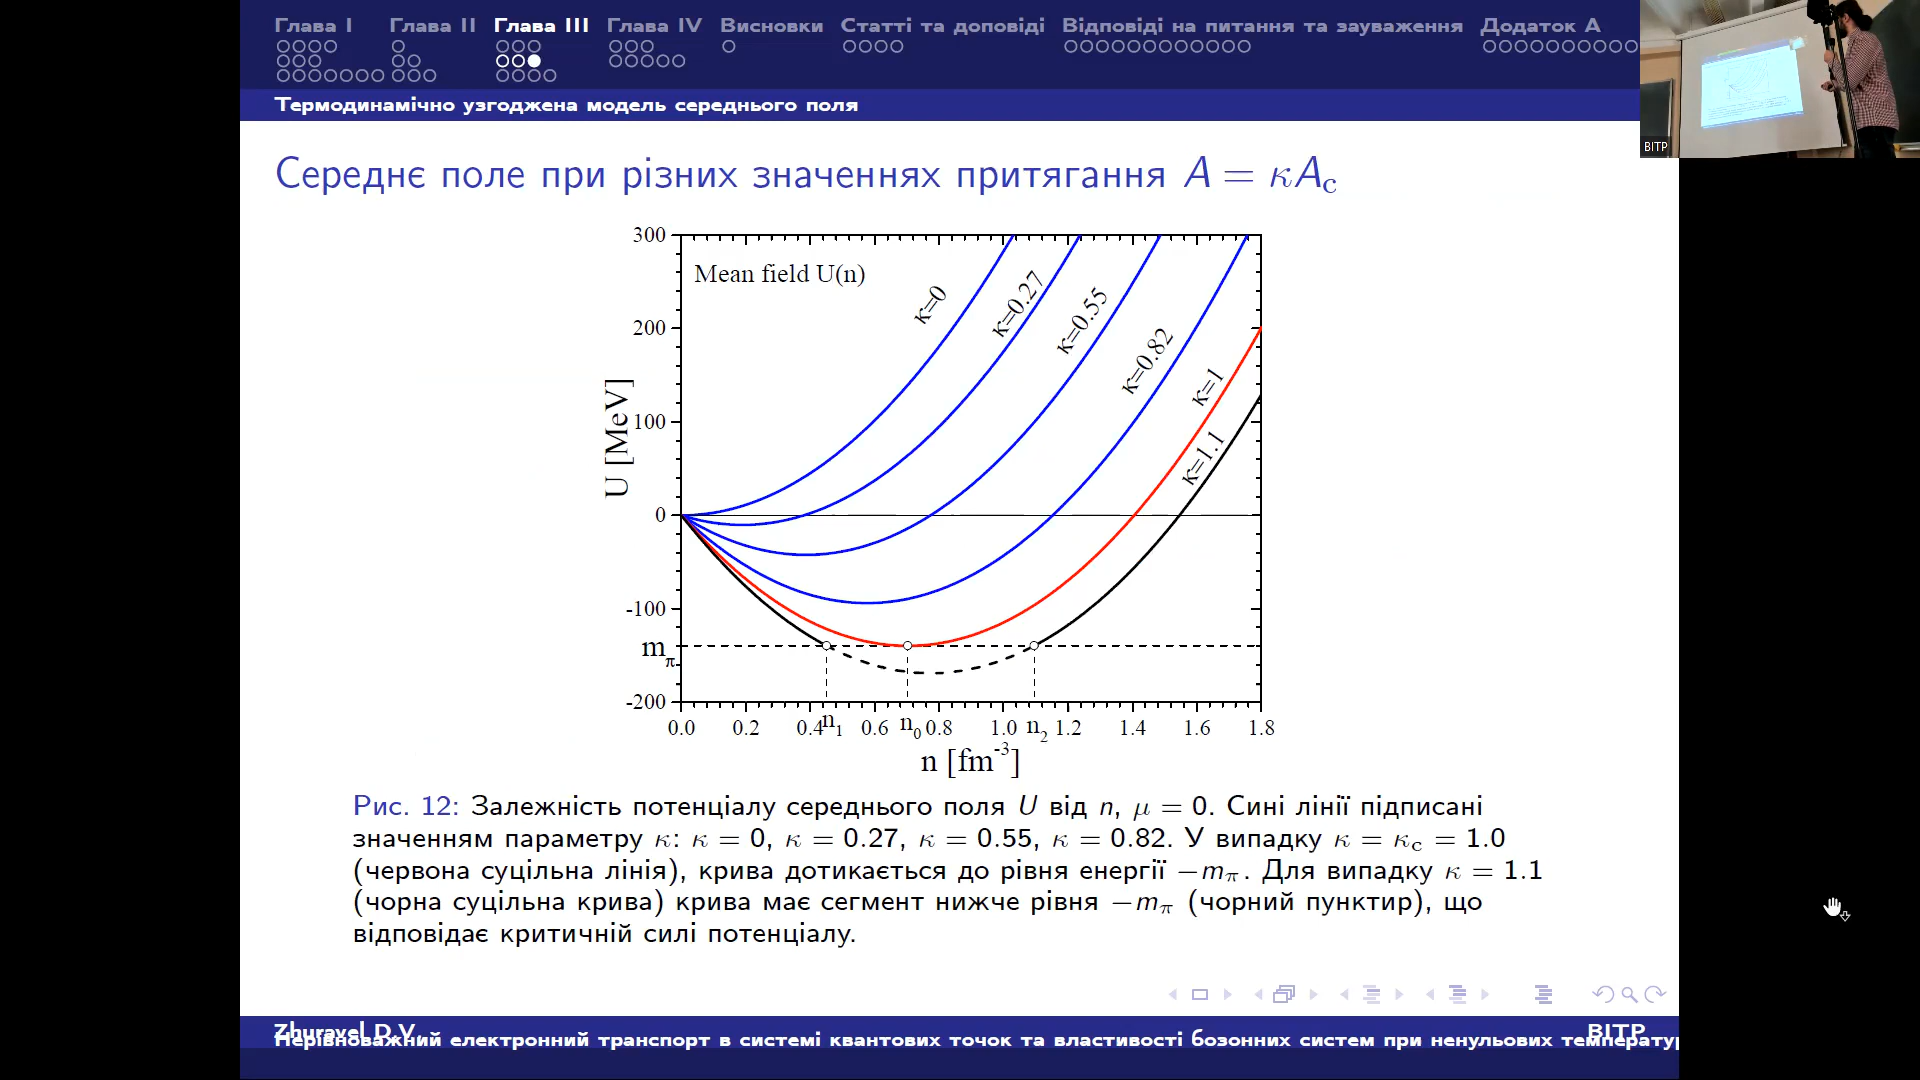 Глава I Глава II Глава III Глава IV Висновки Статті та доповіді Відповіді на питання та зауваження Додаток A
Термодинамічно узгоджена модель середнього поля
BITP
Середнє поле при різних значеннях притягання A = κA_c
Mean field U(n)
κ=0
κ=0.27
κ=0.55
κ=0.82
κ=1
κ=1.1
300
200
100
0
-100
m_π
-200
U [MeV]
0.0 0.2 0.4 n_1 0.6 n_0 0.8 1.0 n_2 1.2 1.4 1.6 1.8
n [fm^-3]
Рис. 12: Залежність потенціалу середнього поля U від n, μ = 0. Сині лінії підписані
значенням параметру κ: κ = 0, κ = 0.27, κ = 0.55, κ = 0.82. У випадку κ = κ_c = 1.0
(червона суцільна лінія), крива дотикається до рівня енергії −m_π. Для випадку κ = 1.1
(чорна суцільна крива) крива має сегмент нижче рівня −m_π (чорний пунктир), що
відповідає критичній силі потенціалу.
Zhuravel D.V. BITP
Нерівноважний електронний транспорт в системі квантових точок та властивості бозонних систем при ненульових температур